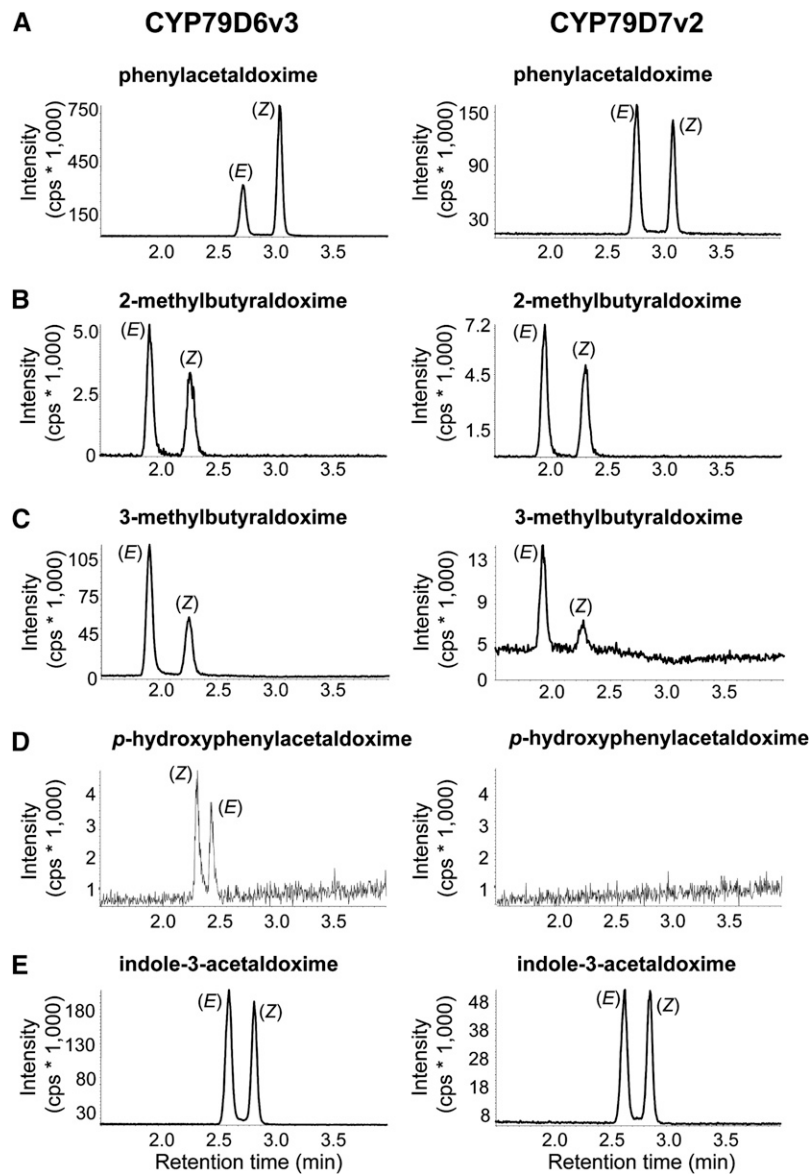 A
CYP79D6v3
CYP79D7v2
phenylacetaldoxime
Intensity
(cps * 1,000)
750
450
150
(E)
(Z)
2.0 2.5 3.0 3.5
phenylacetaldoxime
Intensity
(cps * 1,000)
150
90
30
(E)
(Z)
2.0 2.5 3.0 3.5
B
2-methylbutyraldoxime
Intensity
(cps * 1,000)
5.0
2.5
0
(E)
(Z)
2.0 2.5 3.0 3.5
2-methylbutyraldoxime
Intensity
(cps * 1,000)
7.2
4.5
1.5
(E)
(Z)
2.0 2.5 3.0 3.5
C
3-methylbutyraldoxime
Intensity
(cps * 1,000)
105
75
45
0
(E)
(Z)
2.0 2.5 3.0 3.5
3-methylbutyraldoxime
Intensity
(cps * 1,000)
13
9
5
0
(E)
(Z)
2.0 2.5 3.0 3.5
D
p-hydroxyphenylacetaldoxime
Intensity
(cps * 1,000)
4
3
2
1
(Z)
(E)
2.0 2.5 3.0 3.5
p-hydroxyphenylacetaldoxime
Intensity
(cps * 1,000)
4
3
2
1
2.0 2.5 3.0 3.5
E
indole-3-acetaldoxime
Intensity
(cps * 1,000)
180
130
80
30
(E)
(Z)
2.0 2.5 3.0 3.5
Retention time (min)
indole-3-acetaldoxime
Intensity
(cps * 1,000)
48
38
28
18
8
(E)
(Z)
2.0 2.5 3.0 3.5
Retention time (min)